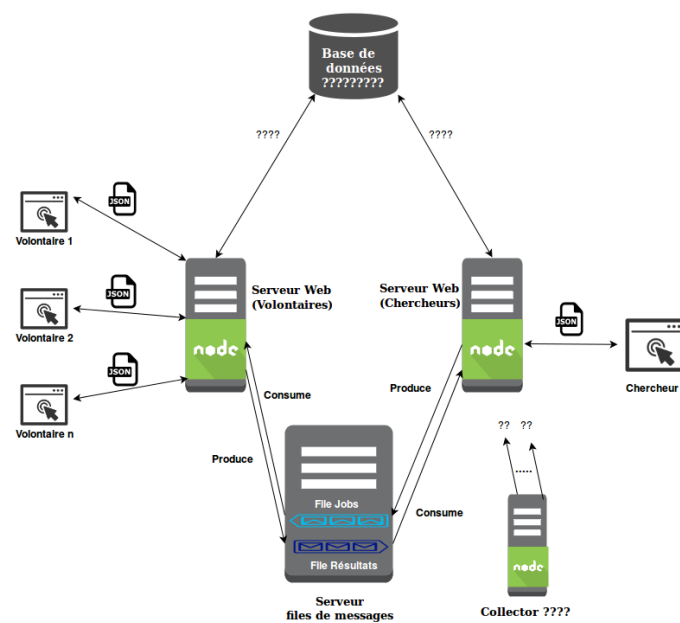 Base de
données
?????????
????
????
JSON
Volontaire 1
JSON
Volontaire 2
JSON
Volontaire n
Serveur Web
(Volontaires)
node
Serveur Web
(Chercheurs)
node
JSON
Chercheur
Consume
Produce
Produce
Consume
File Jobs
File Résultats
Serveur
files de messages
?? ??
.....
node
Collector ????